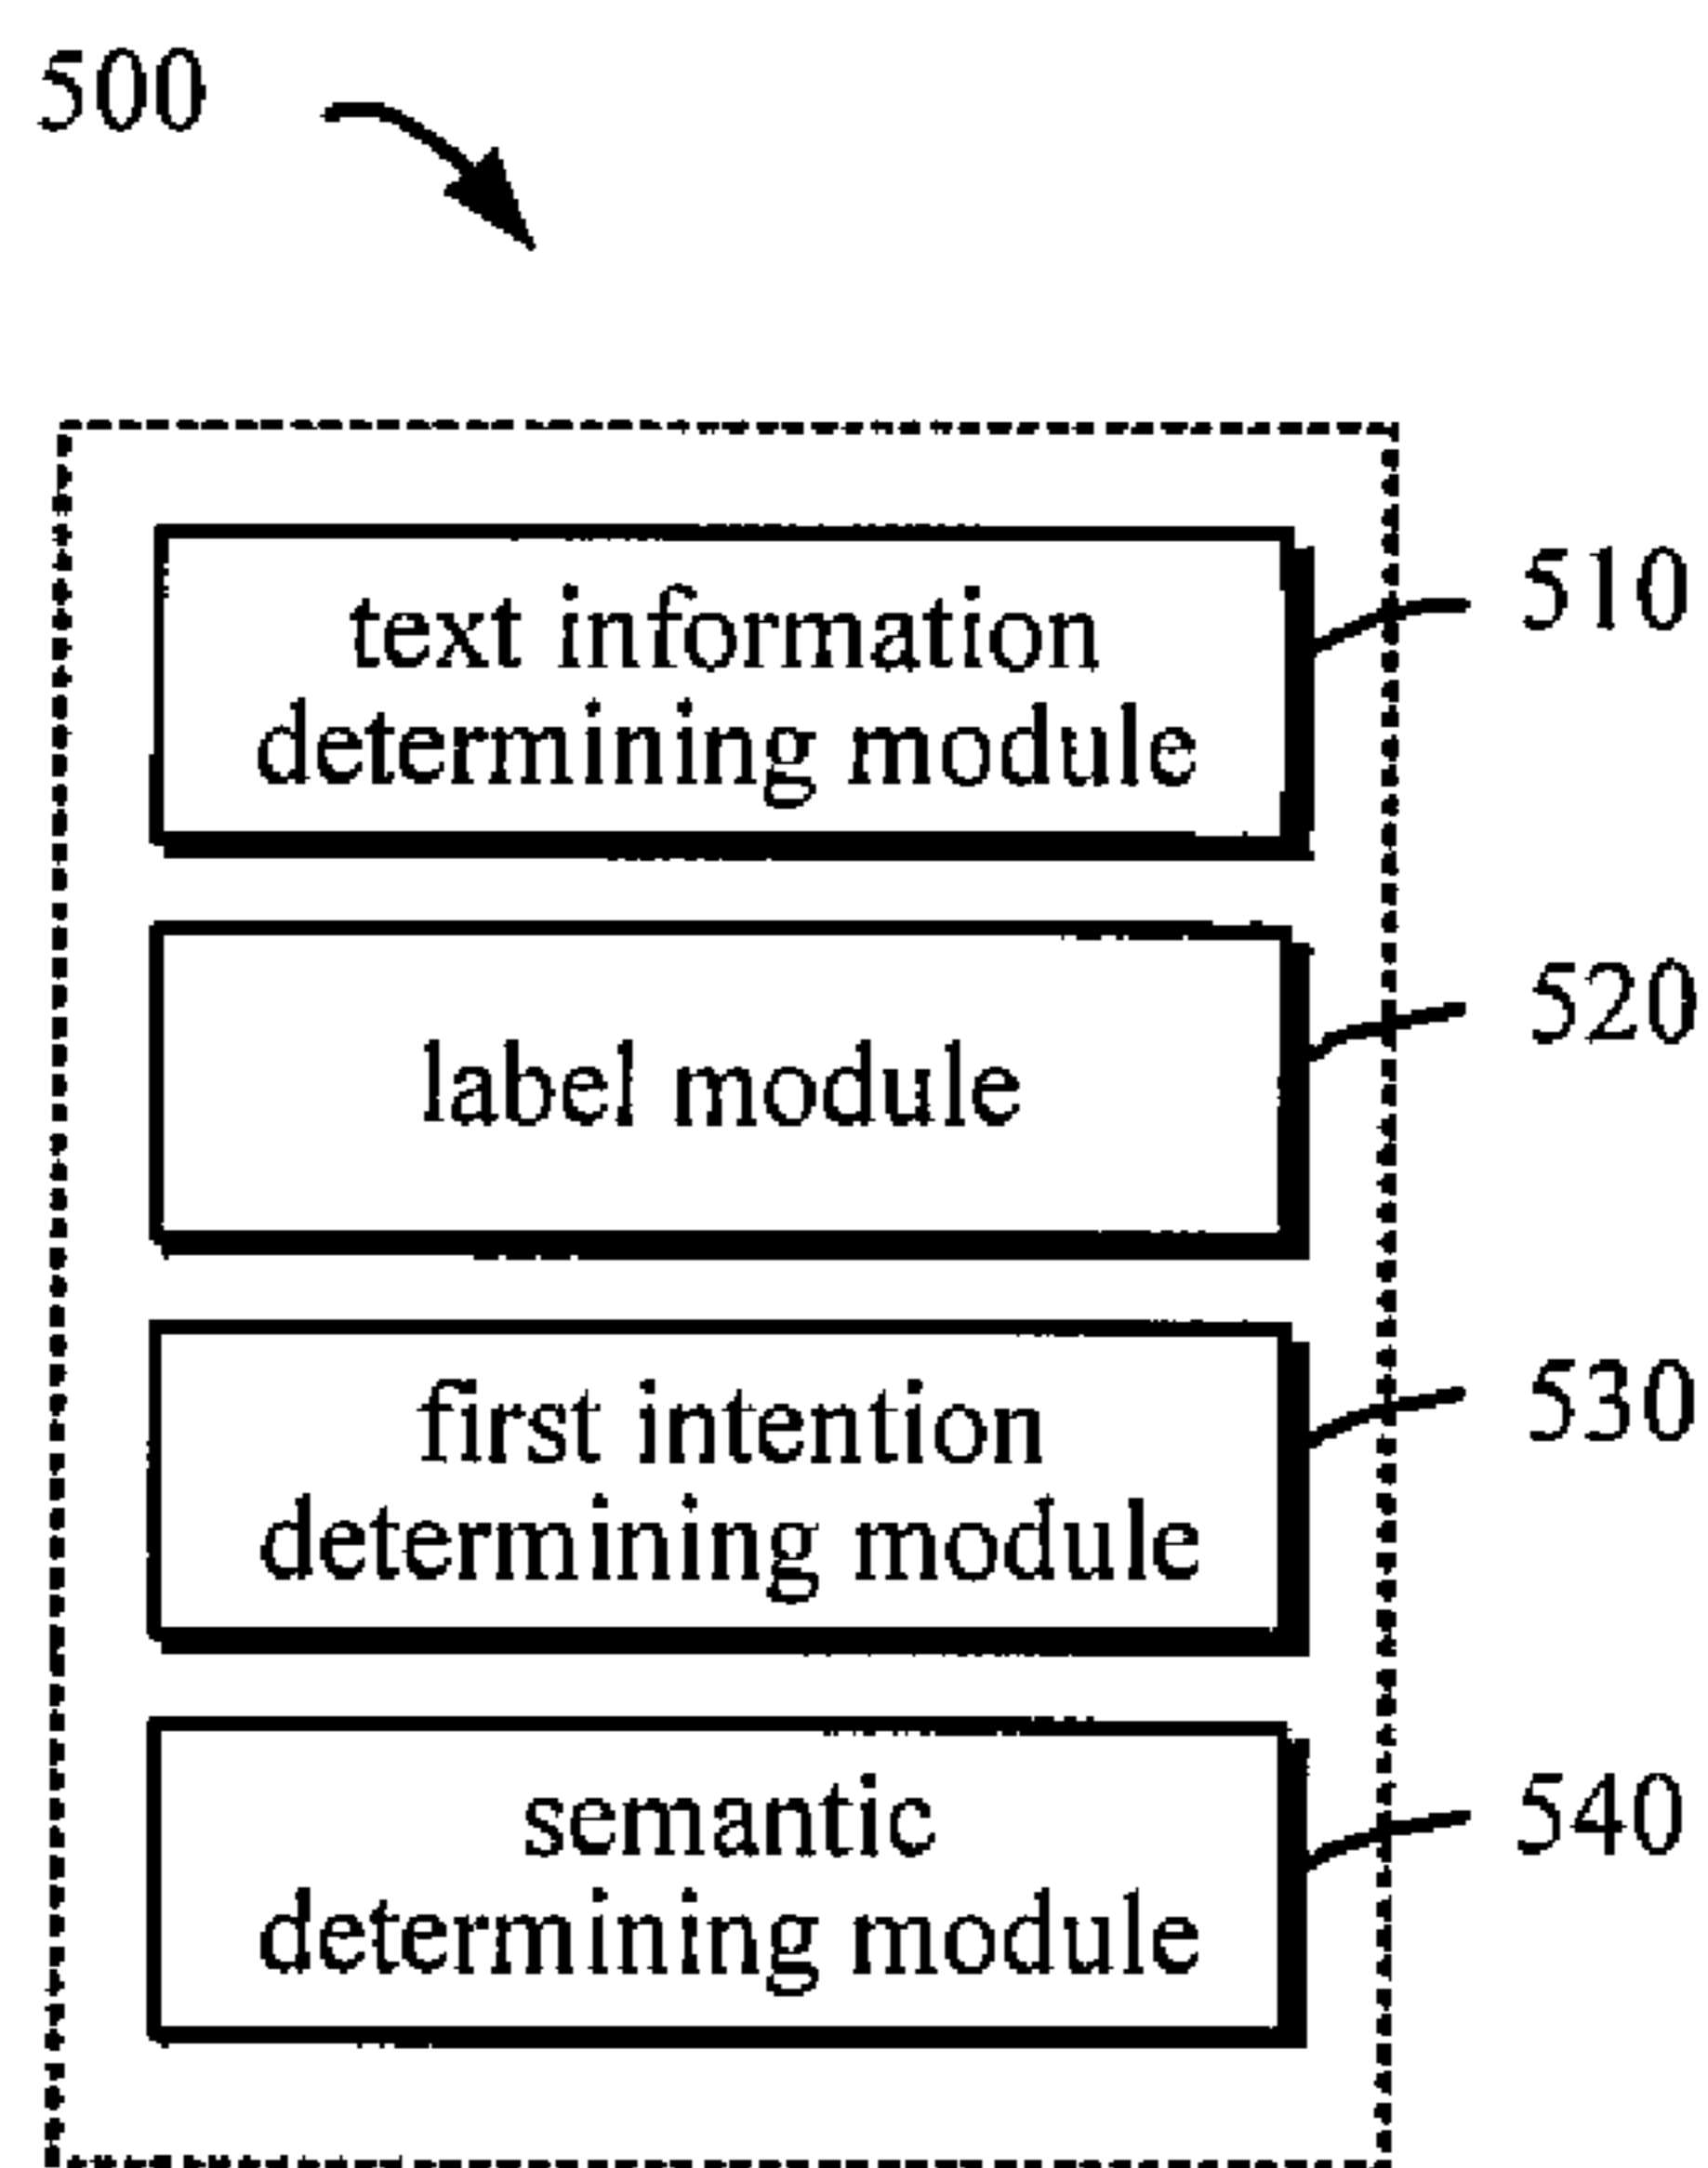 500
text information
determining module
510
label module
520
first intention
determining module
530
semantic
determining module
540